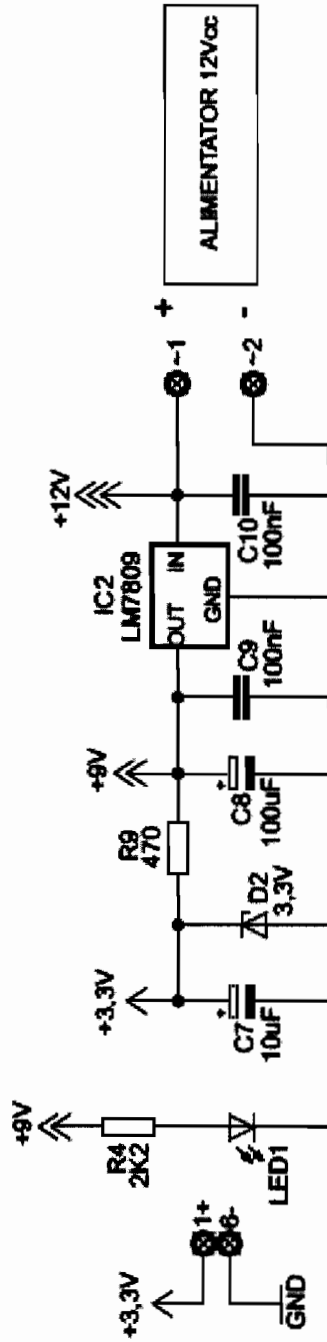 +3,3V
1+
6-
GND
+9V
R4
2K2
LED1
+3,3V
C7
10uF
+
D2
3,3V
R9
470
+9V
C8
100uF
+
C9
100nF
IC2
LM7809
OUT
IN
GND
+12V
C10
100nF
~1
+
~2
-
ALIMENTATOR 12Vcc